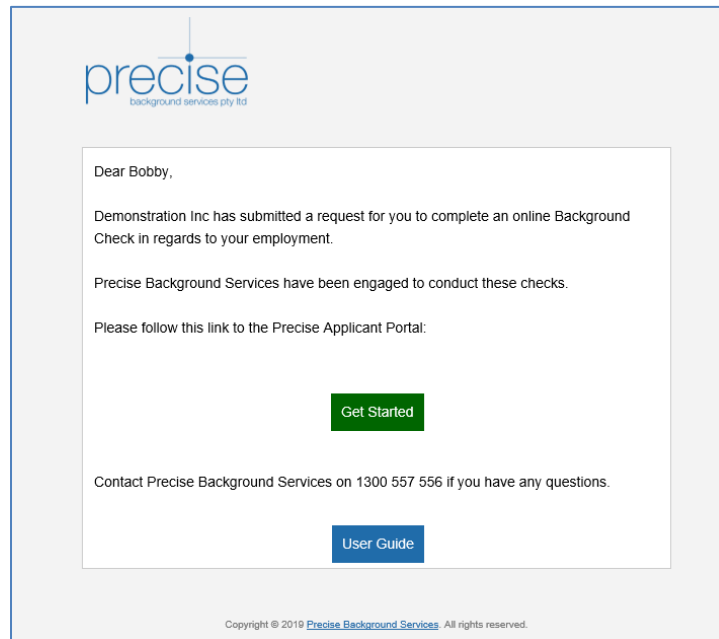 precise
background services pty ltd
Dear Bobby,
Demonstration Inc has submitted a request for you to complete an online Background
Check in regards to your employment.
Precise Background Services have been engaged to conduct these checks.
Please follow this link to the Precise Applicant Portal:
Get Started
Contact Precise Background Services on 1300 557 556 if you have any questions.
User Guide
Copyright © 2019 Precise Background Services. All rights reserved.